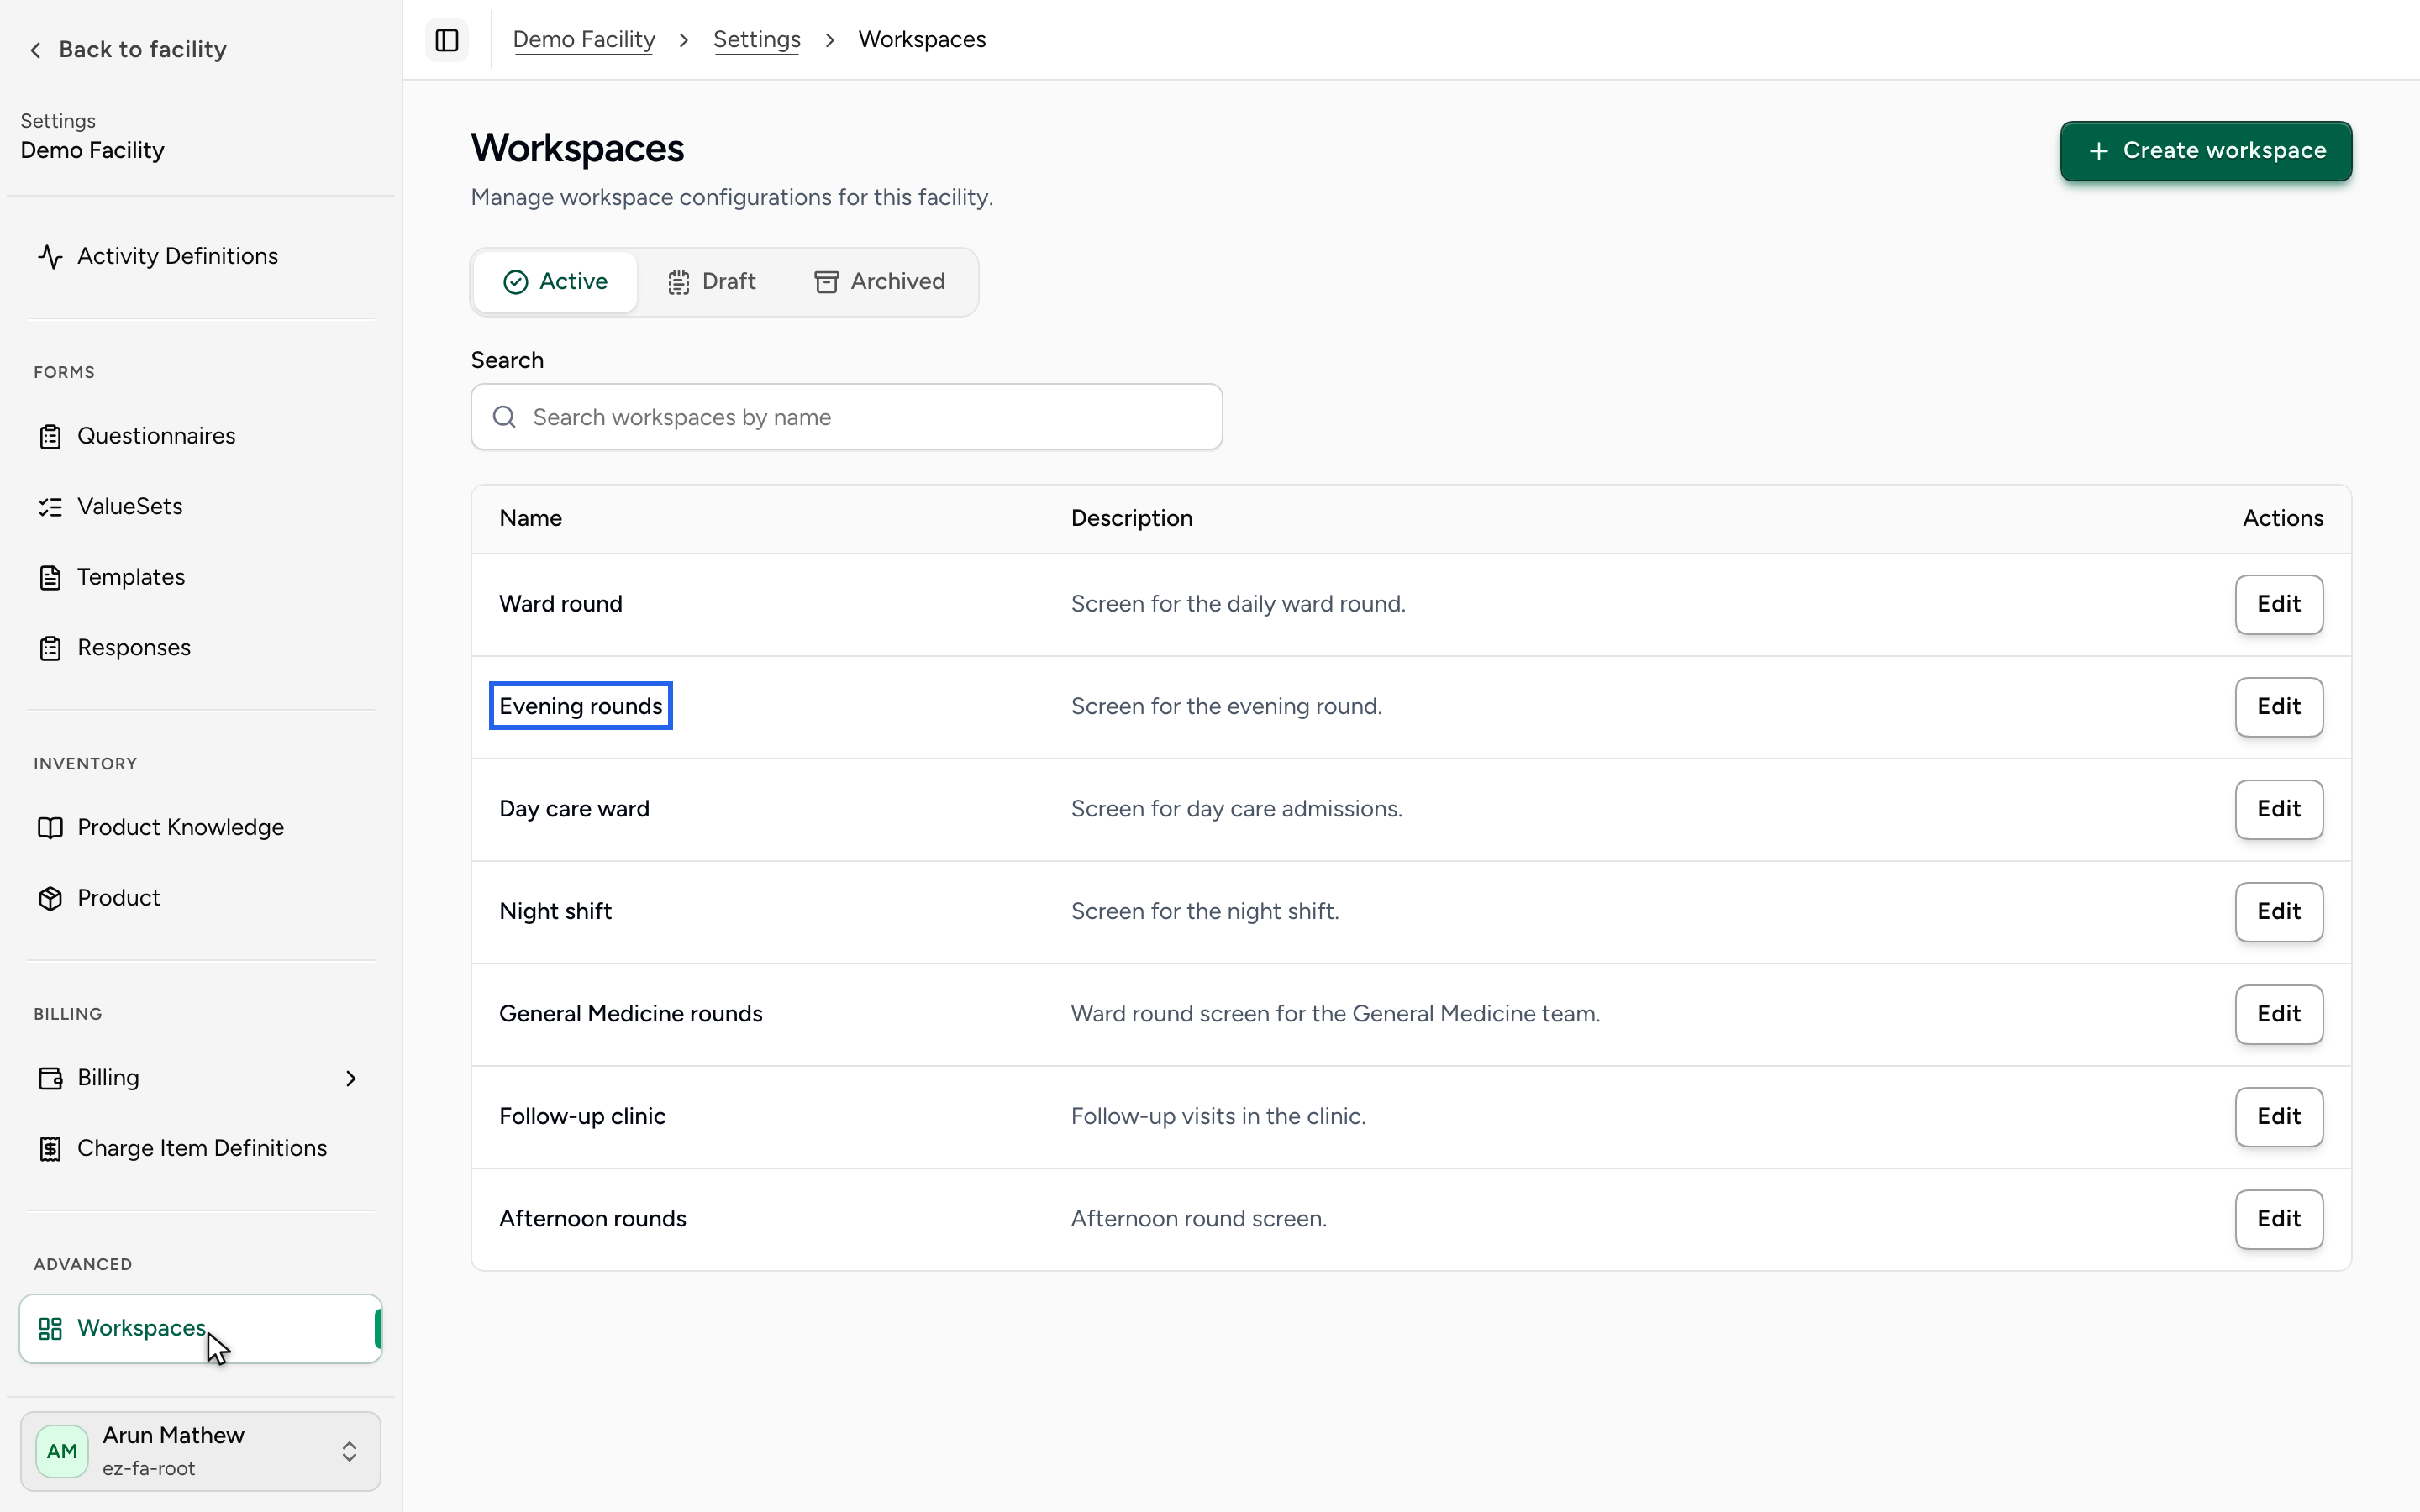 Back to facility
Settings
Demo Facility
Activity Definitions
FORMS
Questionnaires
ValueSets
Templates
Responses
INVENTORY
Product Knowledge
Product
BILLING
Billing
Charge Item Definitions
ADVANCED
Workspaces
AM
Arun Mathew
ez-fa-root
Demo Facility > Settings > Workspaces
Workspaces
Manage workspace configurations for this facility.
+ Create workspace
Active Draft Archived
Search
Search workspaces by name
Name Description Actions
Ward round Screen for the daily ward round. Edit
Evening rounds Screen for the evening round. Edit
Day care ward Screen for day care admissions. Edit
Night shift Screen for the night shift. Edit
General Medicine rounds Ward round screen for the General Medicine team. Edit
Follow-up clinic Follow-up visits in the clinic. Edit
Afternoon rounds Afternoon round screen. Edit